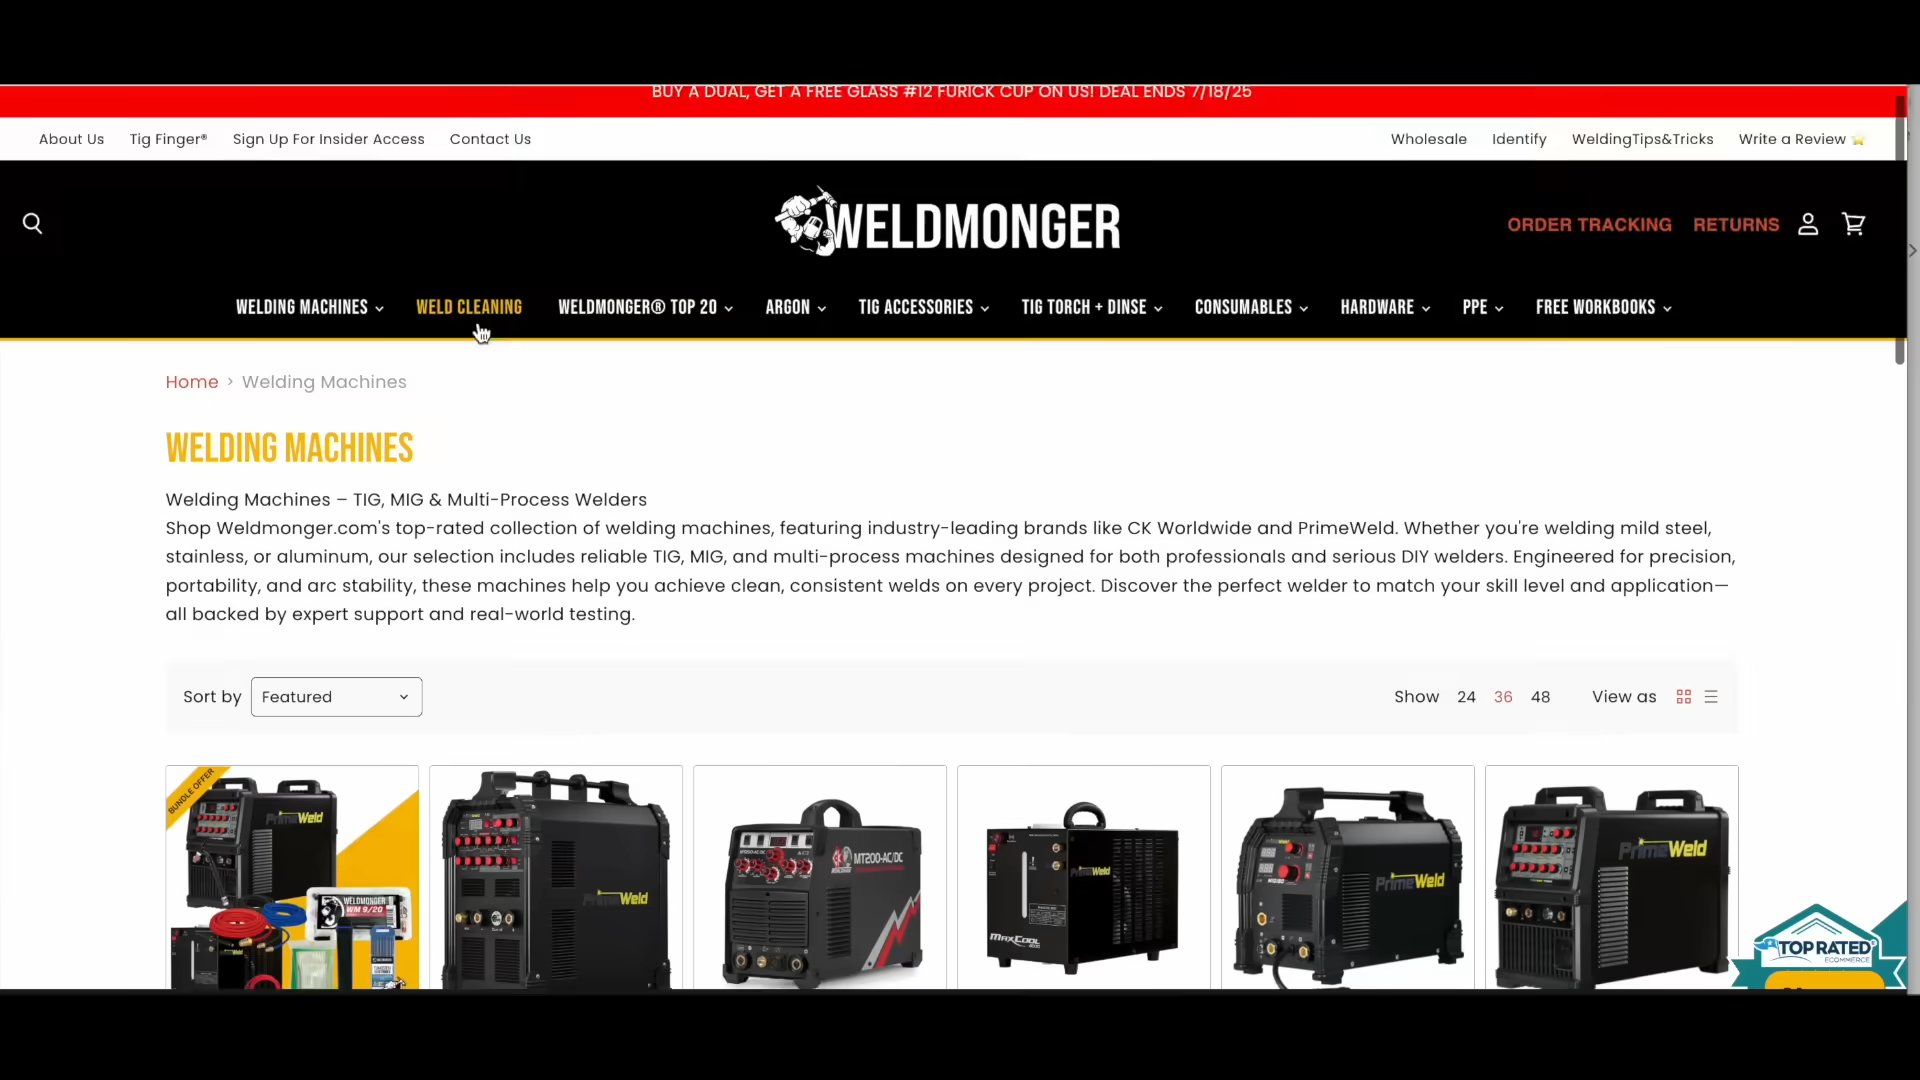 BUY A DUAL, GET A FREE GLASS #12 FURICK CUP ON US! DEAL ENDS 7/18/25
About Us Tig Finger® Sign Up For Insider Access Contact Us Wholesale Identify WeldingTips&Tricks Write a Review
WELDMONGER
ORDER TRACKING RETURNS
WELDING MACHINES WELD CLEANING WELDMONGER® TOP 20 ARGON TIG ACCESSORIES TIG TORCH + DINSE CONSUMABLES HARDWARE PPE FREE WORKBOOKS
Home > Welding Machines
WELDING MACHINES
Welding Machines – TIG, MIG & Multi-Process Welders
Shop Weldmonger.com's top-rated collection of welding machines, featuring industry-leading brands like CK Worldwide and PrimeWeld. Whether you're welding mild steel,
stainless, or aluminum, our selection includes reliable TIG, MIG, and multi-process machines designed for both professionals and serious DIY welders. Engineered for precision,
portability, and arc stability, these machines help you achieve clean, consistent welds on every project. Discover the perfect welder to match your skill level and application—
all backed by expert support and real-world testing.
Sort by Featured Show 24 36 48 View as
BUNDLE OFFER
PrimeWeld
WELDMONGER
WM 9/20
PrimeWeld
MT200-AC/DC
PrimeWeld
MAXCOOL
PrimeWeld
PrimeWeld
TOP RATED
ECOMMERCE